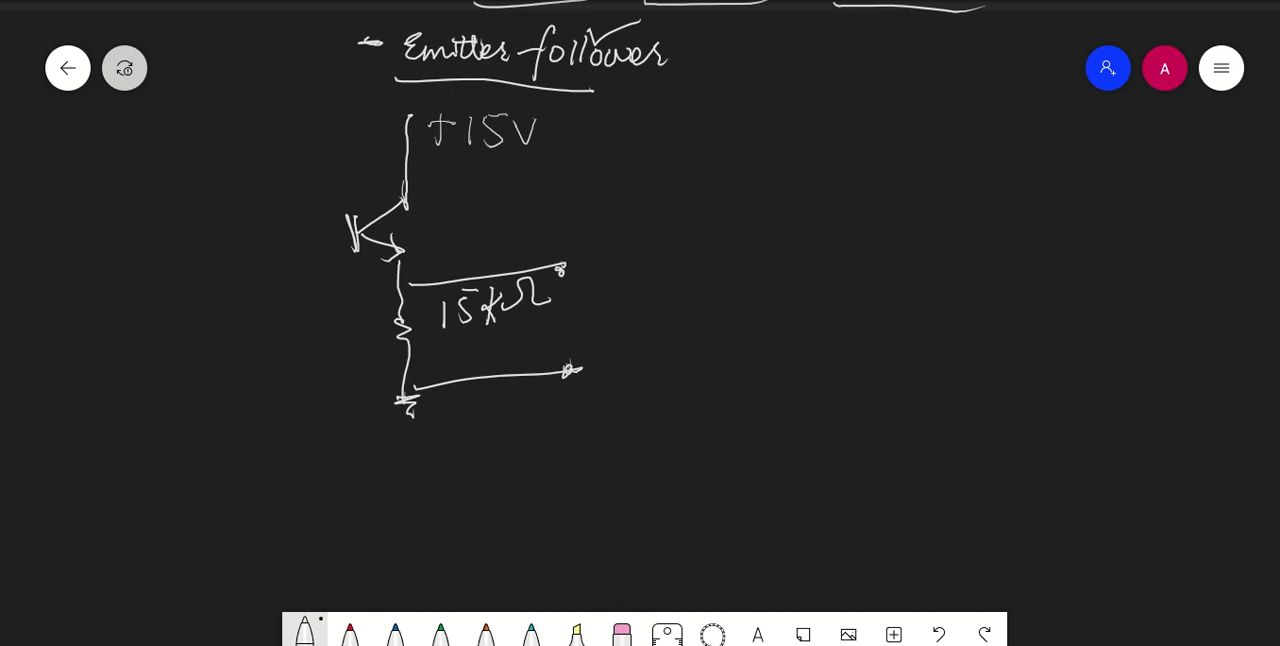 - Emitter-follower
+15V
15kΩ
A
A